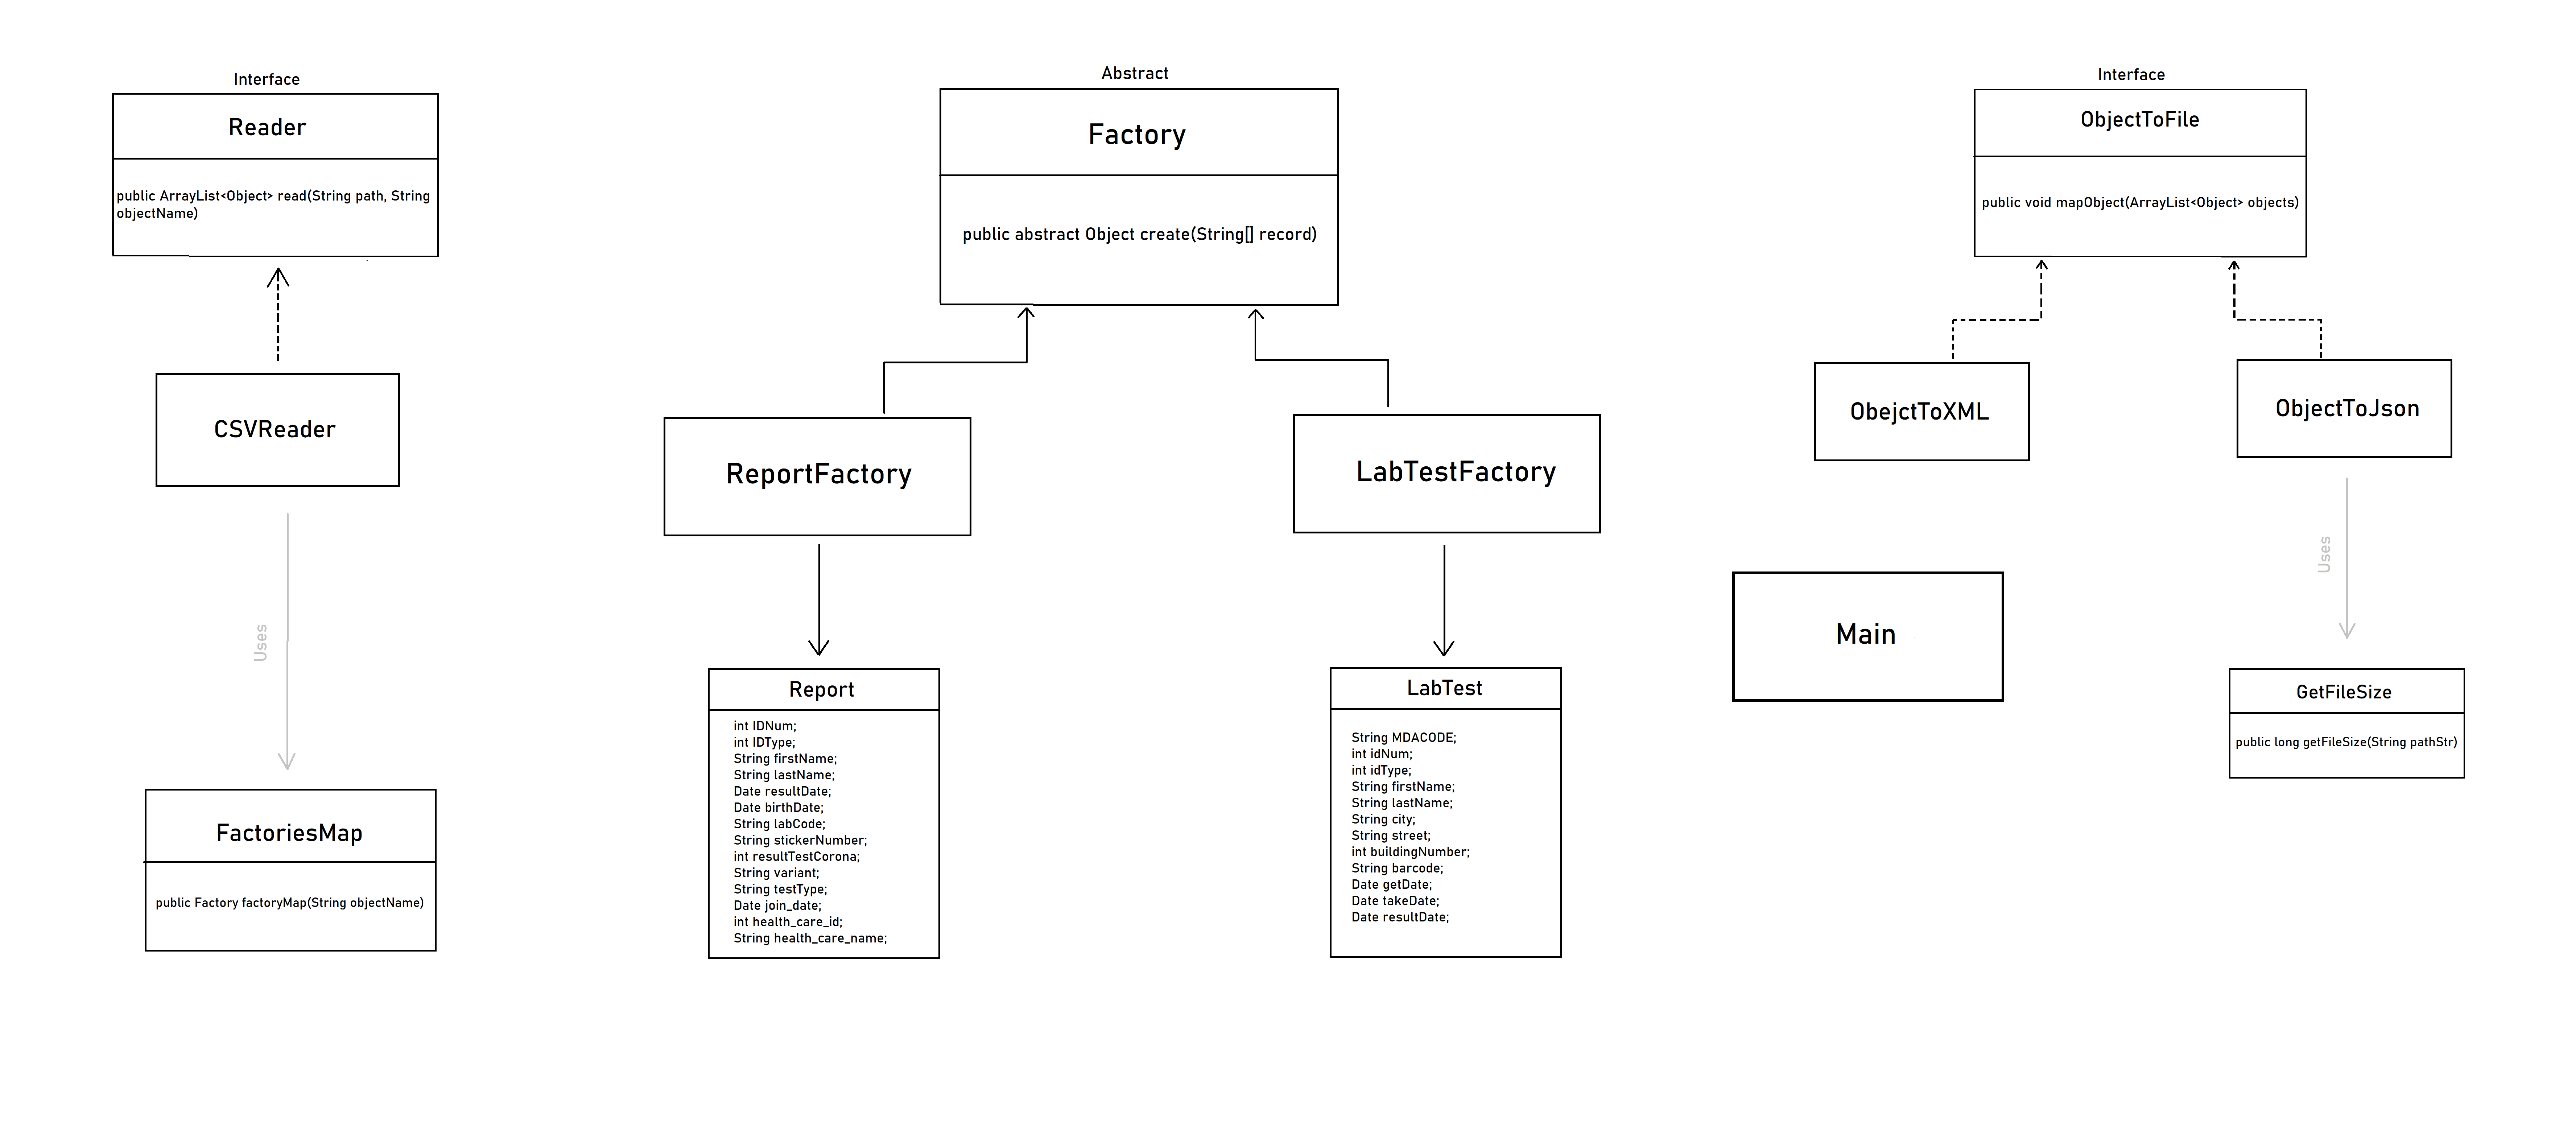 Interface
Reader
public ArrayList<Object> read(String path, String
objectName)
CSVReader
Uses
FactoriesMap
public Factory factoryMap(String objectName)
Abstract
Factory
public abstract Object create(String[] record)
ReportFactory
LabTestFactory
Report
int IDNum;
int IDType;
String firstName;
String lastName;
Date resultDate;
Date birthDate;
String labCode;
String stickerNumber;
int resultTestCorona;
String variant;
String testType;
Date join_date;
int health_care_id;
String health_care_name;
LabTest
String MDACODE;
int idNum;
int idType;
String firstName;
String lastName;
String city;
String street;
int buildingNumber;
String barcode;
Date getDate;
Date takeDate;
Date resultDate;
Interface
ObjectToFile
public void mapObject(ArrayList<Object> objects)
ObejctToXML
ObjectToJson
Main
Uses
GetFileSize
public long getFileSize(String pathStr)